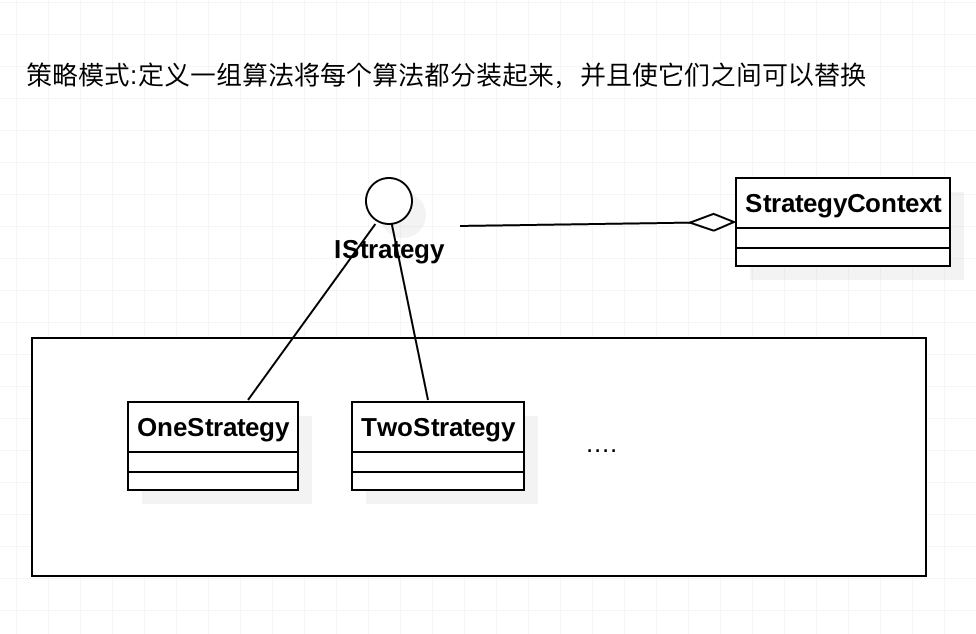 策略模式:定义一组算法将每个算法都分装起来，并且使它们之间可以替换
StrategyContext
IStrategy
OneStrategy
TwoStrategy
....